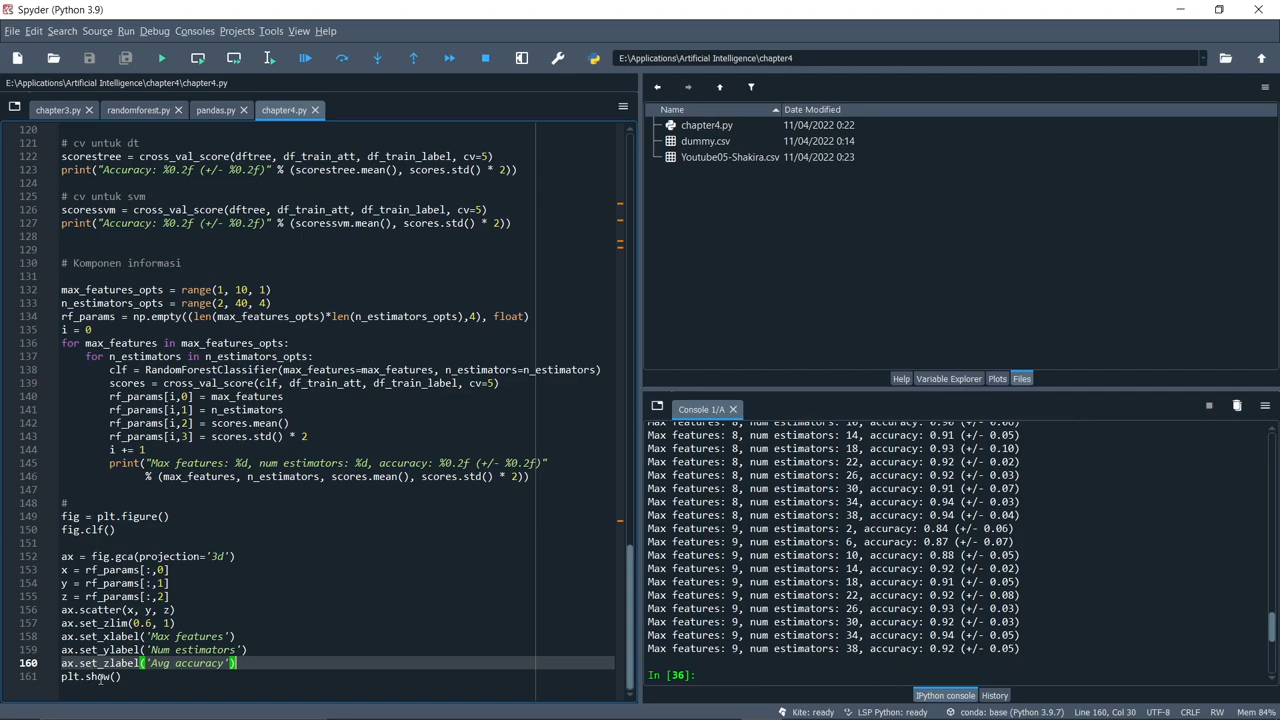 Spyder (Python 3.9)
File Edit Search Source Run Debug Consoles Projects Tools View Help
E:\Applications\Artificial Intelligence\chapter4
E:\Applications\Artificial Intelligence\chapter4\chapter4.py
chapter3.py randomforest.py pandas.py chapter4.py
120
121 # cv untuk dt
122 scorestree = cross_val_score(dftree, df_train_att, df_train_label, cv=5)
123 print("Accuracy: %0.2f (+/- %0.2f)" % (scorestree.mean(), scores.std() * 2))
124
125 # cv untuk svm
126 scoressvm = cross_val_score(dftree, df_train_att, df_train_label, cv=5)
127 print("Accuracy: %0.2f (+/- %0.2f)" % (scoressvm.mean(), scores.std() * 2))
128
129
130 # Komponen informasi
131
132 max_features_opts = range(1, 10, 1)
133 n_estimators_opts = range(2, 40, 4)
134 rf_params = np.empty((len(max_features_opts)*len(n_estimators_opts),4), float)
135 i = 0
136 for max_features in max_features_opts:
137 for n_estimators in n_estimators_opts:
138 clf = RandomForestClassifier(max_features=max_features, n_estimators=n_estimators)
139 scores = cross_val_score(clf, df_train_att, df_train_label, cv=5)
140 rf_params[i,0] = max_features
141 rf_params[i,1] = n_estimators
142 rf_params[i,2] = scores.mean()
143 rf_params[i,3] = scores.std() * 2
144 i += 1
145 print("Max features: %d, num estimators: %d, accuracy: %0.2f (+/- %0.2f)"
146 % (max_features, n_estimators, scores.mean(), scores.std() * 2))
147
148 #
149 fig = plt.figure()
150 fig.clf()
151
152 ax = fig.gca(projection='3d')
153 x = rf_params[:,0]
154 y = rf_params[:,1]
155 z = rf_params[:,2]
156 ax.scatter(x, y, z)
157 ax.set_zlim(0.6, 1)
158 ax.set_xlabel('Max features')
159 ax.set_ylabel('Num estimators')
160 ax.set_zlabel('Avg accuracy')
161 plt.show()
Name Date Modified
chapter4.py 11/04/2022 0:22
dummy.csv 11/04/2022 0:14
Youtube05-Shakira.csv 11/04/2022 0:23
Help Variable Explorer Plots Files
Console 1/A
Max features: 8, num estimators: 14, accuracy: 0.91 (+/- 0.05)
Max features: 8, num estimators: 18, accuracy: 0.93 (+/- 0.10)
Max features: 8, num estimators: 22, accuracy: 0.92 (+/- 0.02)
Max features: 8, num estimators: 26, accuracy: 0.92 (+/- 0.03)
Max features: 8, num estimators: 30, accuracy: 0.91 (+/- 0.07)
Max features: 8, num estimators: 34, accuracy: 0.94 (+/- 0.03)
Max features: 8, num estimators: 38, accuracy: 0.94 (+/- 0.04)
Max features: 9, num estimators: 2, accuracy: 0.84 (+/- 0.06)
Max features: 9, num estimators: 6, accuracy: 0.87 (+/- 0.07)
Max features: 9, num estimators: 10, accuracy: 0.88 (+/- 0.05)
Max features: 9, num estimators: 14, accuracy: 0.92 (+/- 0.02)
Max features: 9, num estimators: 18, accuracy: 0.91 (+/- 0.05)
Max features: 9, num estimators: 22, accuracy: 0.92 (+/- 0.08)
Max features: 9, num estimators: 26, accuracy: 0.93 (+/- 0.03)
Max features: 9, num estimators: 30, accuracy: 0.92 (+/- 0.03)
Max features: 9, num estimators: 34, accuracy: 0.94 (+/- 0.05)
Max features: 9, num estimators: 38, accuracy: 0.92 (+/- 0.04)
In [36]:
IPython console History
Kite: ready LSP Python: ready conda: base (Python 3.9.7) Line 160, Col 30 UTF-8 CRLF RW Mem 84%